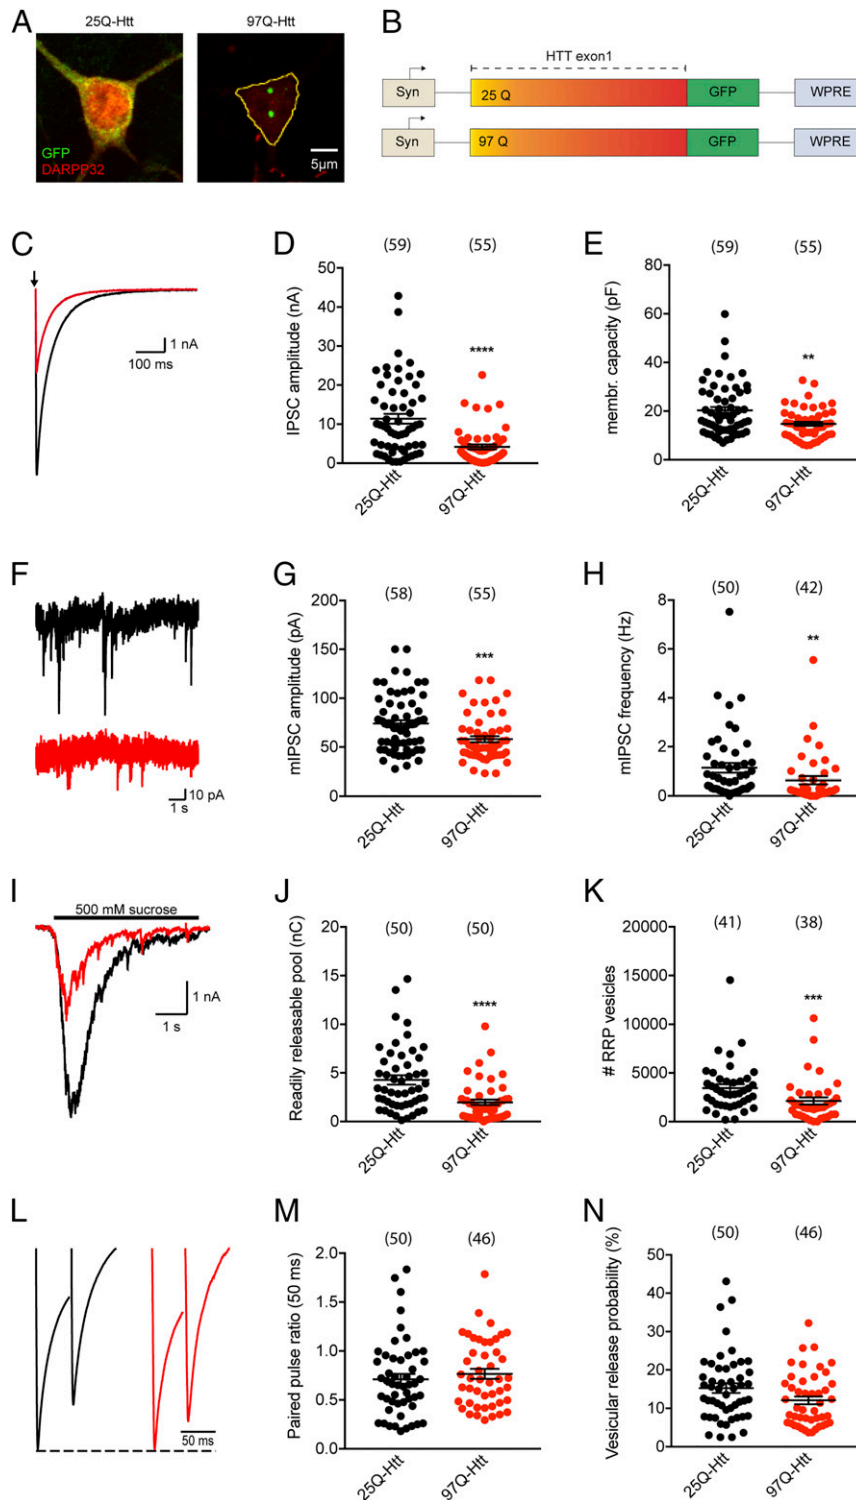 A
25Q-Htt
97Q-Htt
GFP
DARPP32
5μm
B
HTT exon1
Syn
25 Q
GFP
WPRE
Syn
97 Q
GFP
WPRE
C
1 nA
100 ms
D
(59)
(55)
IPSC amplitude (nA)
50
40
30
20
10
0
****
25Q-Htt
97Q-Htt
E
(59)
(55)
membr. capacity (pF)
80
60
40
20
0
**
25Q-Htt
97Q-Htt
F
10 pA
1 s
G
(58)
(55)
mIPSC amplitude (pA)
200
150
100
50
0
***
25Q-Htt
97Q-Htt
H
(50)
(42)
mIPSC frequency (Hz)
8
6
4
2
0
**
25Q-Htt
97Q-Htt
I
500 mM sucrose
1 nA
1 s
J
(50)
(50)
Readily releasable pool (nC)
20
15
10
5
0
****
25Q-Htt
97Q-Htt
K
(41)
(38)
# RRP vesicles
20000
15000
10000
5000
0
***
25Q-Htt
97Q-Htt
L
50 ms
M
(50)
(46)
Paired pulse ratio (50 ms)
2.0
1.5
1.0
0.5
0.0
25Q-Htt
97Q-Htt
N
(50)
(46)
Vesicular release probability (%)
50
40
30
20
10
0
25Q-Htt
97Q-Htt